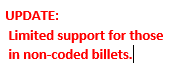 UPDATE:
Limited support for those
in non-coded billets.